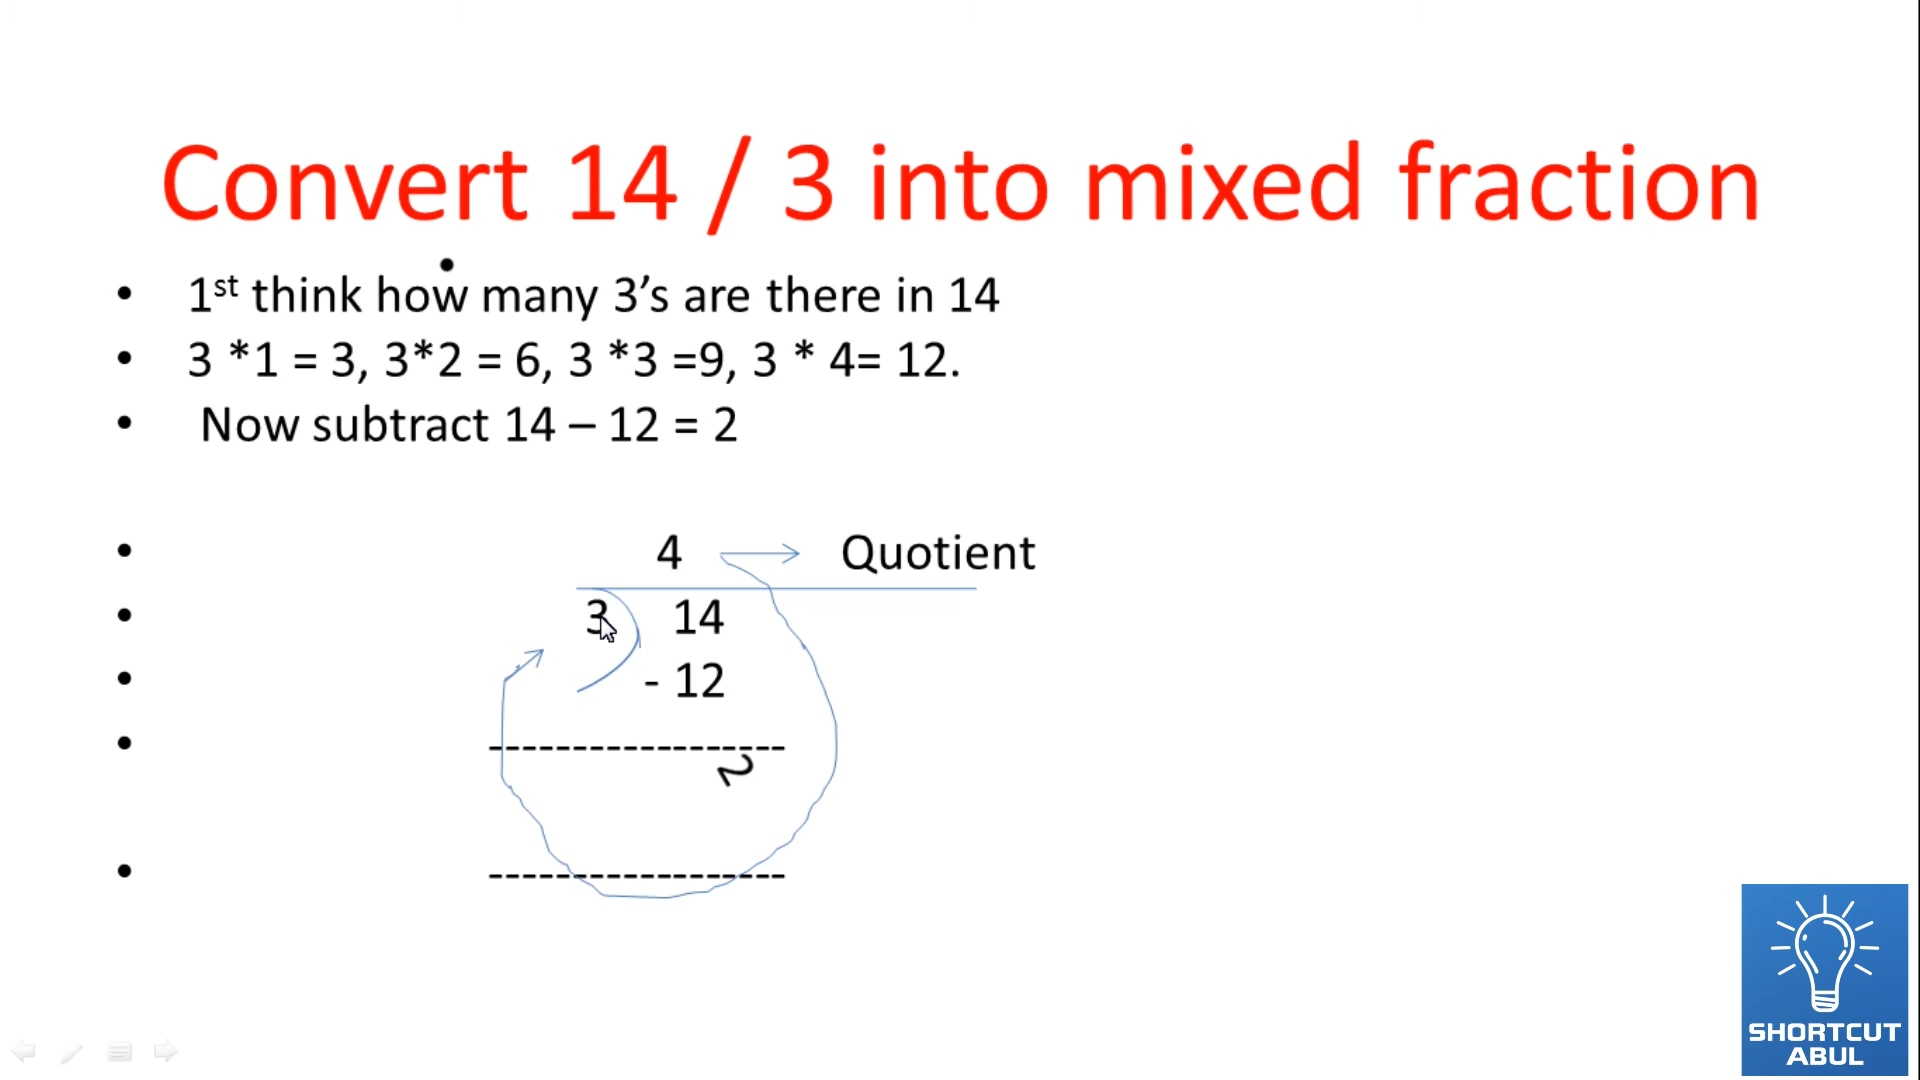 Convert 14 / 3 into mixed fraction
•
• 1st think how many 3’s are there in 14
• 3 *1 = 3, 3*2 = 6, 3 *3 =9, 3 * 4= 12.
• Now subtract 14 – 12 = 2
• 4 Quotient
• 3 14
• - 12
• ------------------
2
• ------------------
SHORTCUT
ABUL